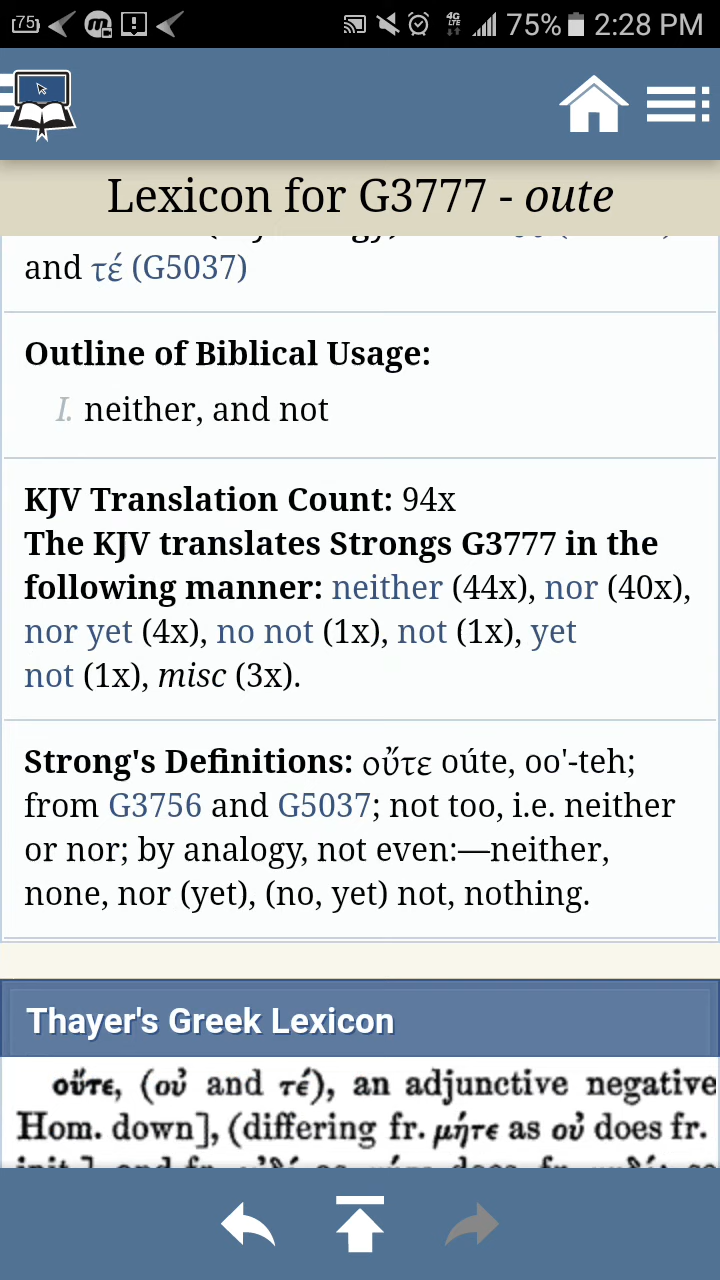 75
4G
LTE
75% 2:28 PM
Lexicon for G3777 - oute
and τέ (G5037)
Outline of Biblical Usage:
I. neither, and not
KJV Translation Count: 94x
The KJV translates Strongs G3777 in the
following manner: neither (44x), nor (40x),
nor yet (4x), no not (1x), not (1x), yet
not (1x), misc (3x).
Strong's Definitions: οὔτε oúte, oo'-teh;
from G3756 and G5037; not too, i.e. neither
or nor; by analogy, not even:—neither,
none, nor (yet), (no, yet) not, nothing.
Thayer's Greek Lexicon
οὔτε, (οὐ and τέ), an adjunctive negative
Hom. down], (differing fr. μήτε as οὐ does fr.